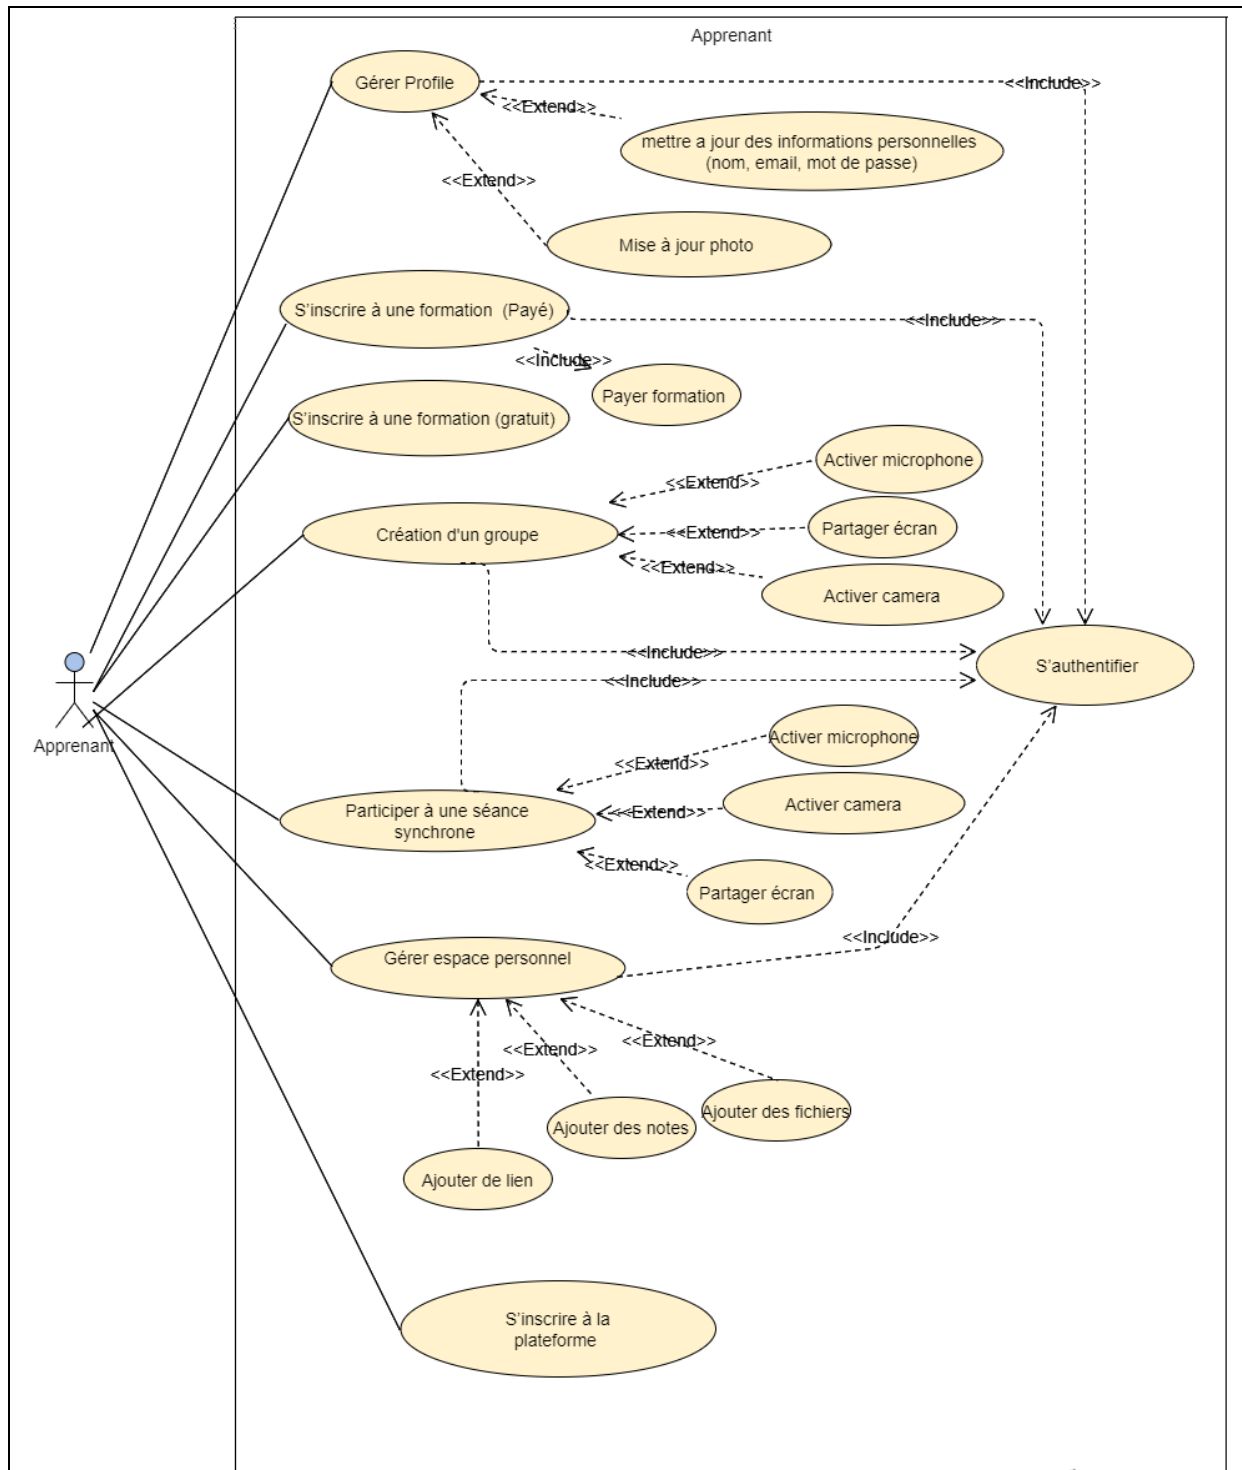 Apprenant
Gérer Profile
<<Include>>
<<Extend>>
mettre a jour des informations personnelles
(nom, email, mot de passe)
<<Extend>>
Mise à jour photo
S'inscrire à une formation (Payé)
<<Include>>
<<Include>>
Payer formation
S'inscrire à une formation (gratuit)
Activer microphone
<<Extend>>
Création d'un groupe
<<Extend>>
Partager écran
<<Extend>>
Activer camera
<<Include>>
S'authentifier
<<Include>>
Apprenant
Activer microphone
<<Extend>>
Participer à une séance
synchrone
<<Extend>>
Activer camera
<<Extend>>
Partager écran
<<Include>>
Gérer espace personnel
<<Extend>>
<<Extend>>
<<Extend>>
Ajouter des fichiers
Ajouter des notes
Ajouter de lien
S'inscrire à la
plateforme